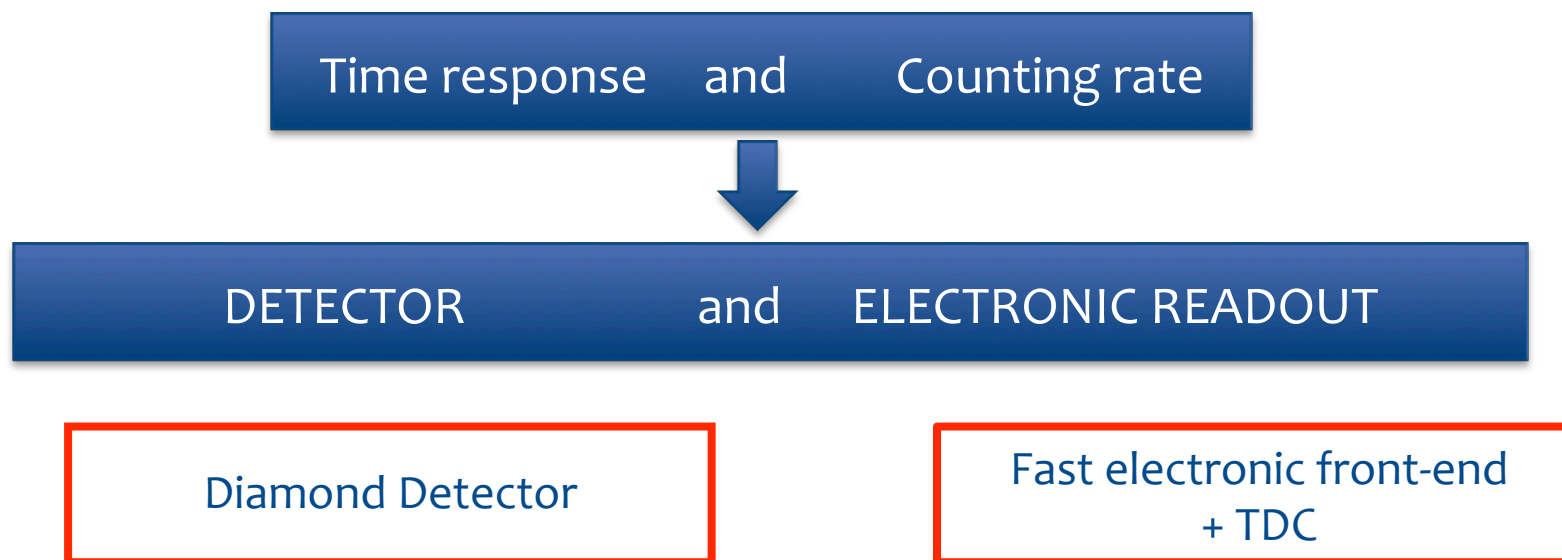 Time response and Counting rate
DETECTOR and ELECTRONIC READOUT
Diamond Detector
Fast electronic front-end
+ TDC